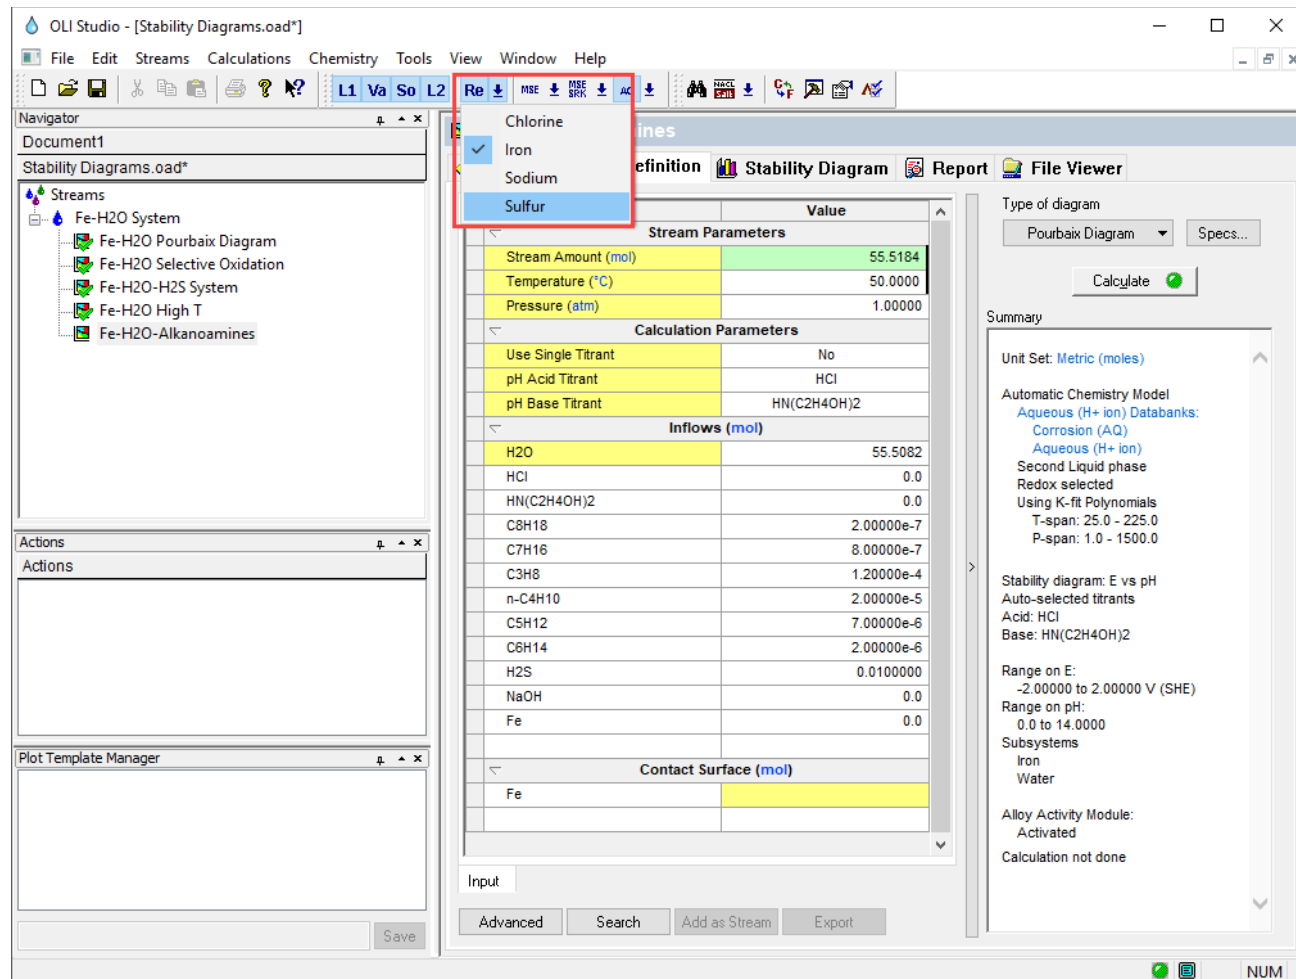 OLI Studio - [Stability Diagrams.oad*]
File Edit Streams Calculations Chemistry Tools View Window Help
L1 Va So L2 Re MSE MSE SRK AQ
Navigator
Document1
Stability Diagrams.oad*
Streams
Fe-H2O System
Fe-H2O Pourbaix Diagram
Fe-H2O Selective Oxidation
Fe-H2O-H2S System
Fe-H2O High T
Fe-H2O-Alkanoamines
Actions
Actions
Plot Template Manager
Save
Chlorine
Iron
Sodium
Sulfur
ines
efinition Stability Diagram Report File Viewer
Value
Stream Parameters
Stream Amount (mol) 55.5184
Temperature (°C) 50.0000
Pressure (atm) 1.00000
Calculation Parameters
Use Single Titrant No
pH Acid Titrant HCl
pH Base Titrant HN(C2H4OH)2
Inflows (mol)
H2O 55.5082
HCl 0.0
HN(C2H4OH)2 0.0
C8H18 2.00000e-7
C7H16 8.00000e-7
C3H8 1.20000e-4
n-C4H10 2.00000e-5
C5H12 7.00000e-6
C6H14 2.00000e-6
H2S 0.0100000
NaOH 0.0
Fe 0.0
Contact Surface (mol)
Fe
Input
Advanced Search Add as Stream Export
Type of diagram
Pourbaix Diagram Specs...
Calculate
Summary
Unit Set: Metric (moles)
Automatic Chemistry Model
Aqueous (H+ ion) Databanks:
Corrosion (AQ)
Aqueous (H+ ion)
Second Liquid phase
Redox selected
Using K-fit Polynomials
T-span: 25.0 - 225.0
P-span: 1.0 - 1500.0
Stability diagram: E vs pH
Auto-selected titrants
Acid: HCl
Base: HN(C2H4OH)2
Range on E:
-2.00000 to 2.00000 V (SHE)
Range on pH:
0.0 to 14.0000
Subsystems
Iron
Water
Alloy Activity Module:
Activated
Calculation not done
NUM